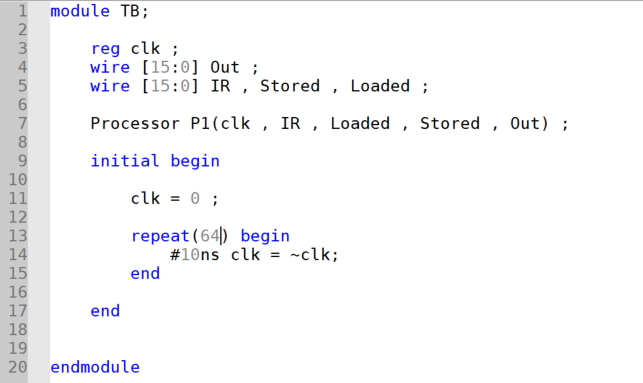 1 module TB;
2
3 reg clk ;
4 wire [15:0] Out ;
5 wire [15:0] IR , Stored , Loaded ;
6
7 Processor P1(clk , IR , Loaded , Stored , Out) ;
8
9 initial begin
10
11 clk = 0 ;
12
13 repeat(64) begin
14 #10ns clk = ~clk;
15 end
16
17 end
18
19
20 endmodule